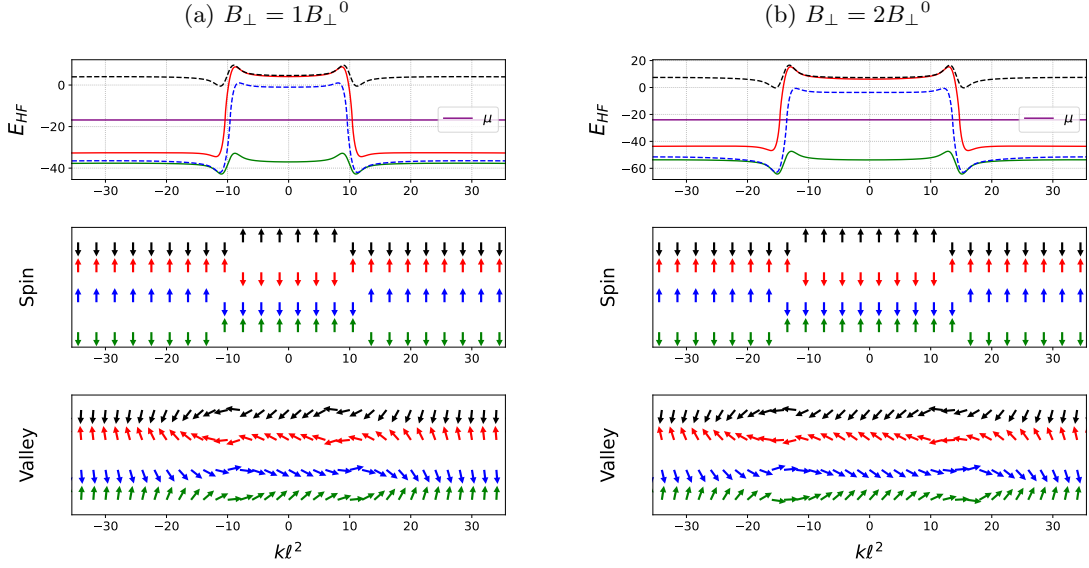 (a) B⊥ = 1B⊥⁰
(b) B⊥ = 2B⊥⁰
E_HF
0
−20
−40
μ
−30 −20 −10 0 10 20 30
Spin
−30 −20 −10 0 10 20 30
Valley
−30 −20 −10 0 10 20 30
kℓ²
E_HF
20
0
−20
−40
−60
μ
−30 −20 −10 0 10 20 30
Spin
−30 −20 −10 0 10 20 30
Valley
−30 −20 −10 0 10 20 30
kℓ²